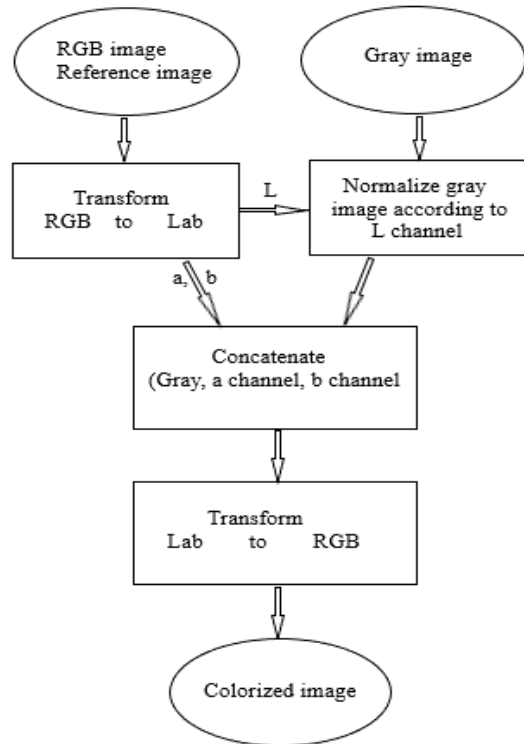 RGB image
Reference image
Gray image
Transform
RGB to Lab
L
Normalize gray
image according to
L channel
a, b
Concatenate
(Gray, a channel, b channel
Transform
Lab to RGB
Colorized image